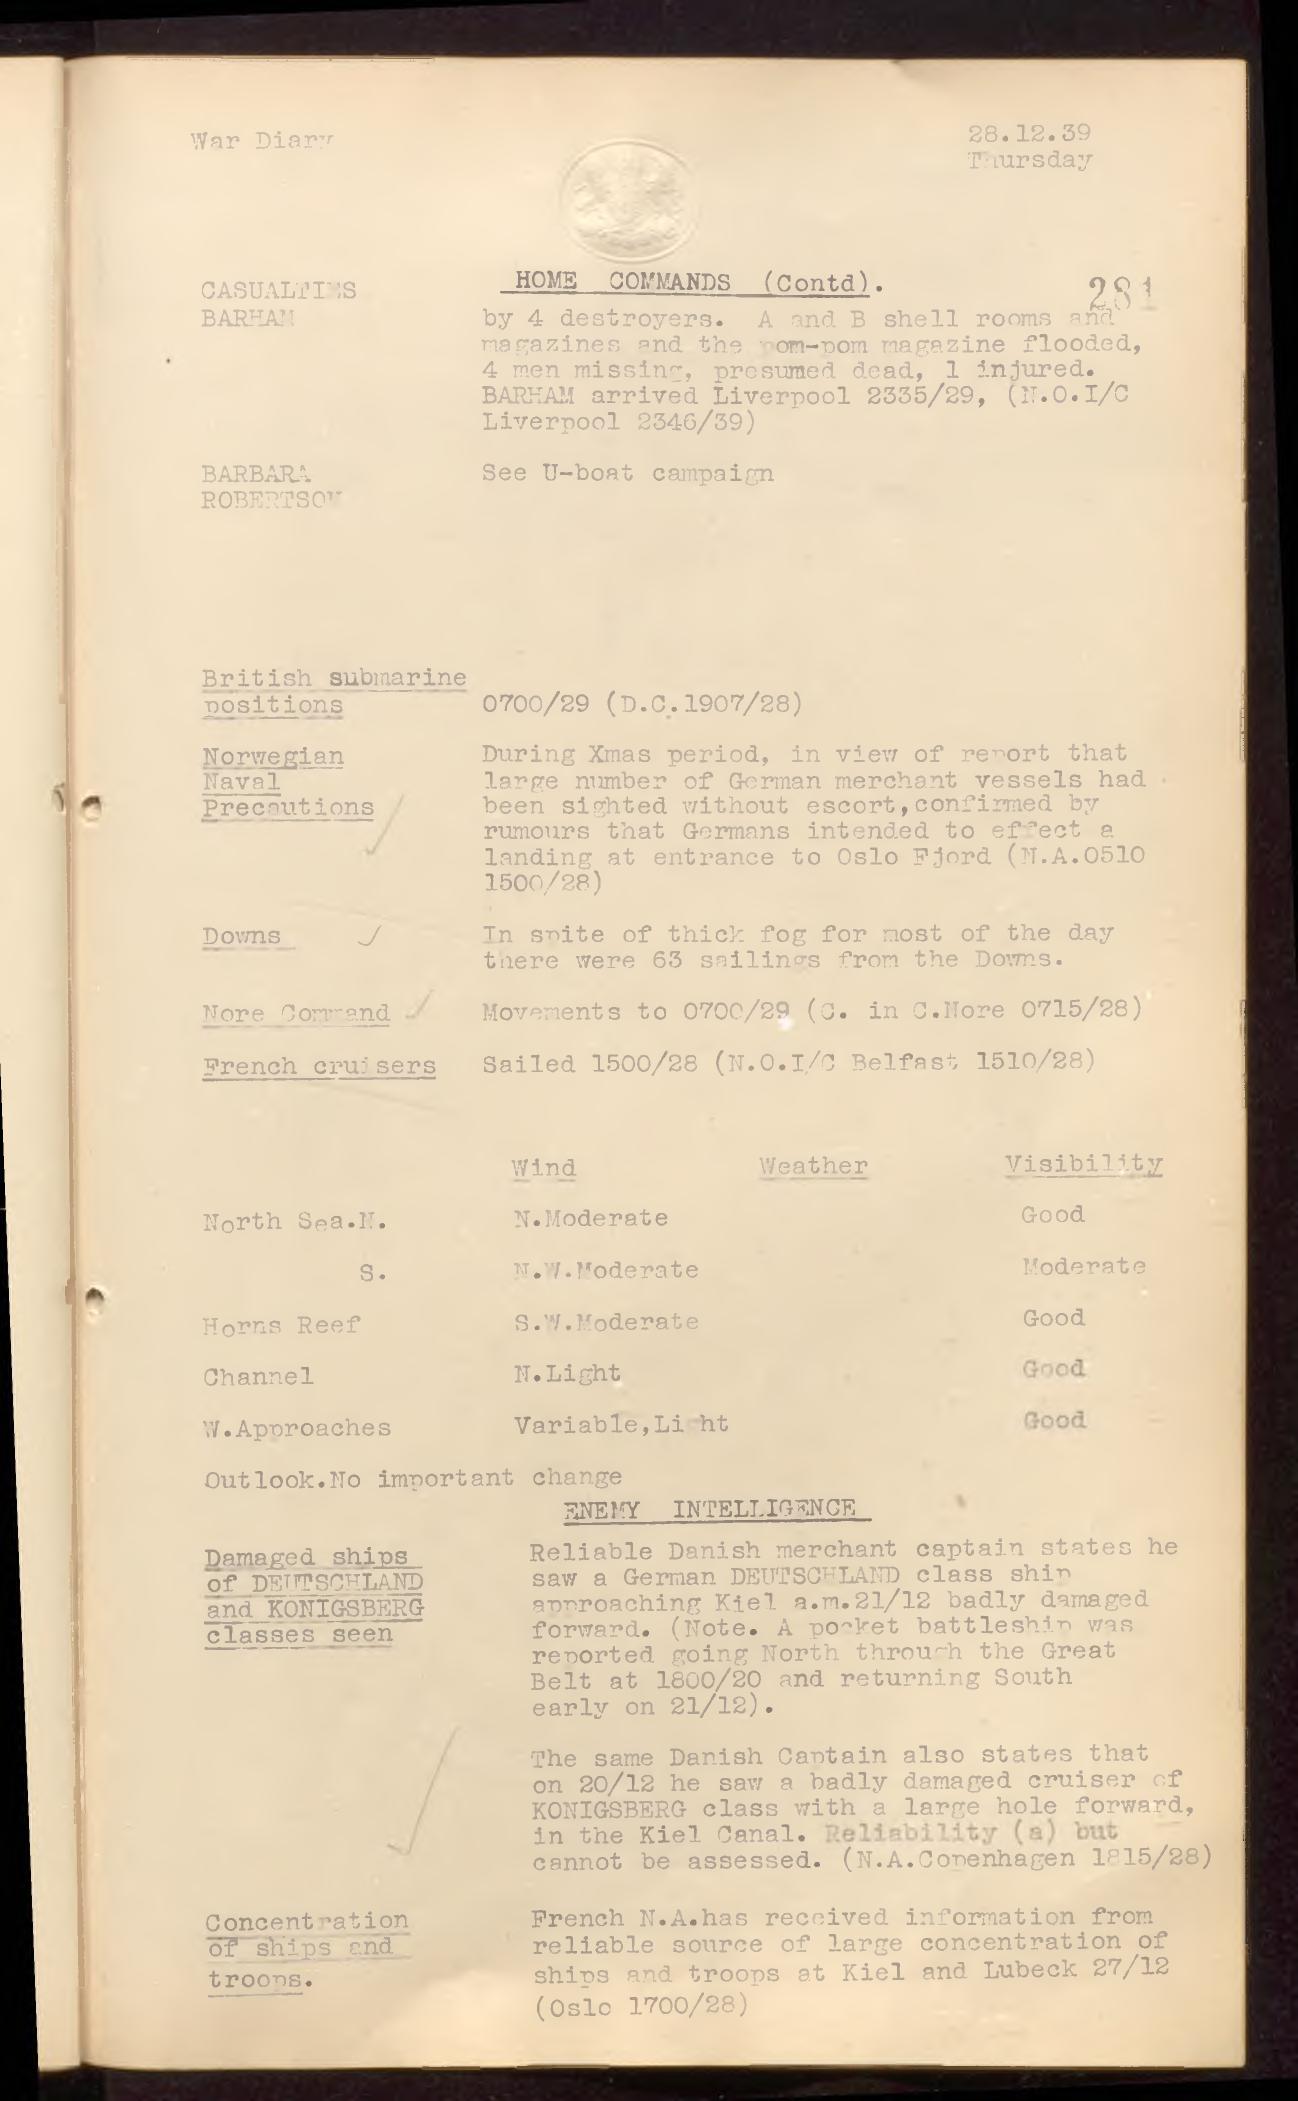 War Diary
28.12.39
Thursday
HOME COMMANDS (Contd).
281
CASUALTIES
BARHAM
by 4 destroyers. A and B shell rooms and
magazines and the pom-pom magazine flooded,
4 men missing, presumed dead, 1 injured.
BARHAM arrived Liverpool 2335/29, (N.O.I/C
Liverpool 2346/39)
BARBARA
ROBERTSON
See U-boat campaign
British submarine
positions
0700/29 (D.C.1907/28)
Norwegian
Naval
Precautions
During Xmas period, in view of report that
large number of German merchant vessels had
been sighted without escort,confirmed by
rumours that Germans intended to effect a
landing at entrance to Oslo Fjord (N.A.0510
1500/28)
Downs
In spite of thick fog for most of the day
there were 63 sailings from the Downs.
Nore Command
Movements to 0700/29 (C. in C.Nore 0715/28)
French cruisers
Sailed 1500/28 (N.O.I/C Belfast 1510/28)
Wind Weather Visibility
North Sea.N. N.Moderate Good
S. N.W.Moderate Moderate
Horns Reef S.W.Moderate Good
Channel N.Light Good
W.Approaches Variable,Light Good
Outlook.No important change
ENEMY INTELLIGENCE
Damaged ships
of DEUTSCHLAND
and KONIGSBERG
classes seen
Reliable Danish merchant captain states he
saw a German DEUTSCHLAND class ship
approaching Kiel a.m.21/12 badly damaged
forward. (Note. A pocket battleship was
reported going North through the Great
Belt at 1800/20 and returning South
early on 21/12).
The same Danish Captain also states that
on 20/12 he saw a badly damaged cruiser of
KONIGSBERG class with a large hole forward,
in the Kiel Canal. Reliability (a) but
cannot be assessed. (N.A.Copenhagen 1815/28)
Concentration
of ships and
troops.
French N.A.has received information from
reliable source of large concentration of
ships and troops at Kiel and Lubeck 27/12
(Oslo 1700/28)